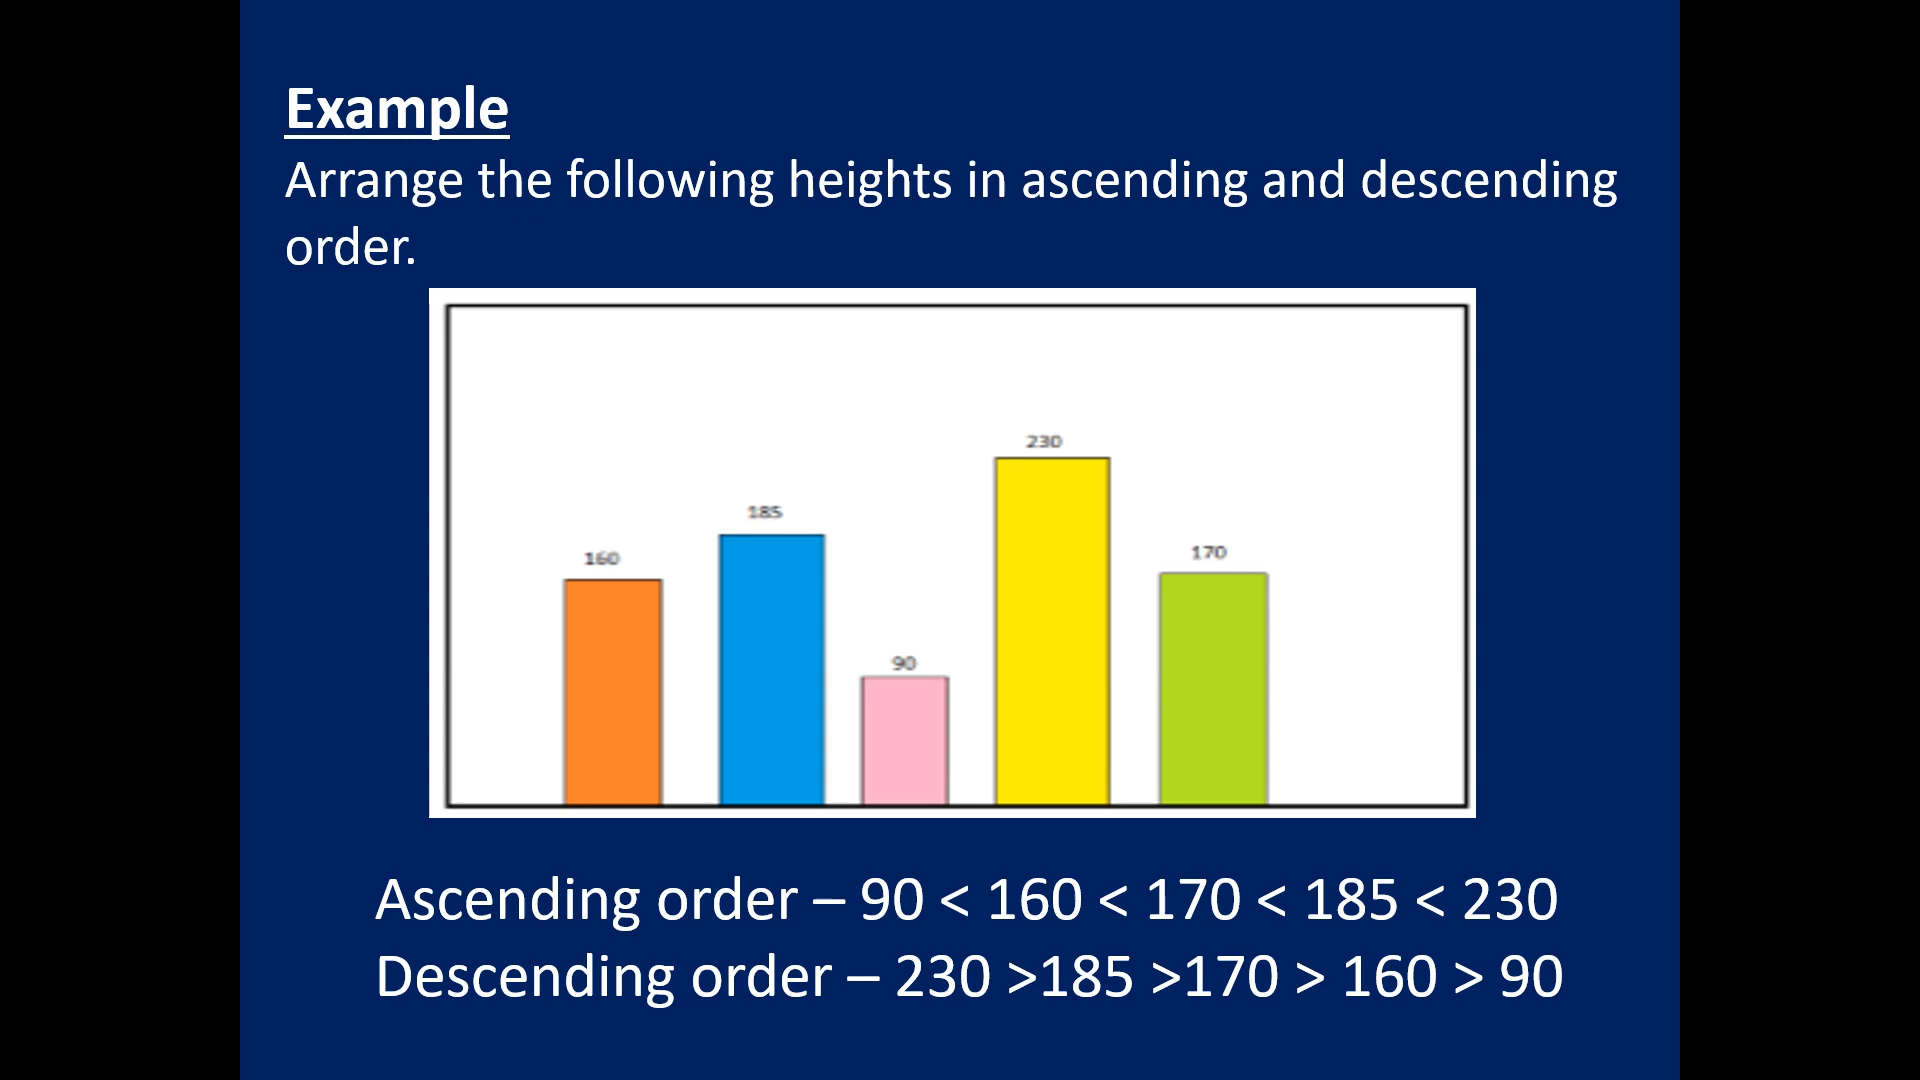 Example
Arrange the following heights in ascending and descending
order.
230
185
160
170
90
Ascending order – 90 < 160 < 170 < 185 < 230
Descending order – 230 >185 >170 > 160 > 90